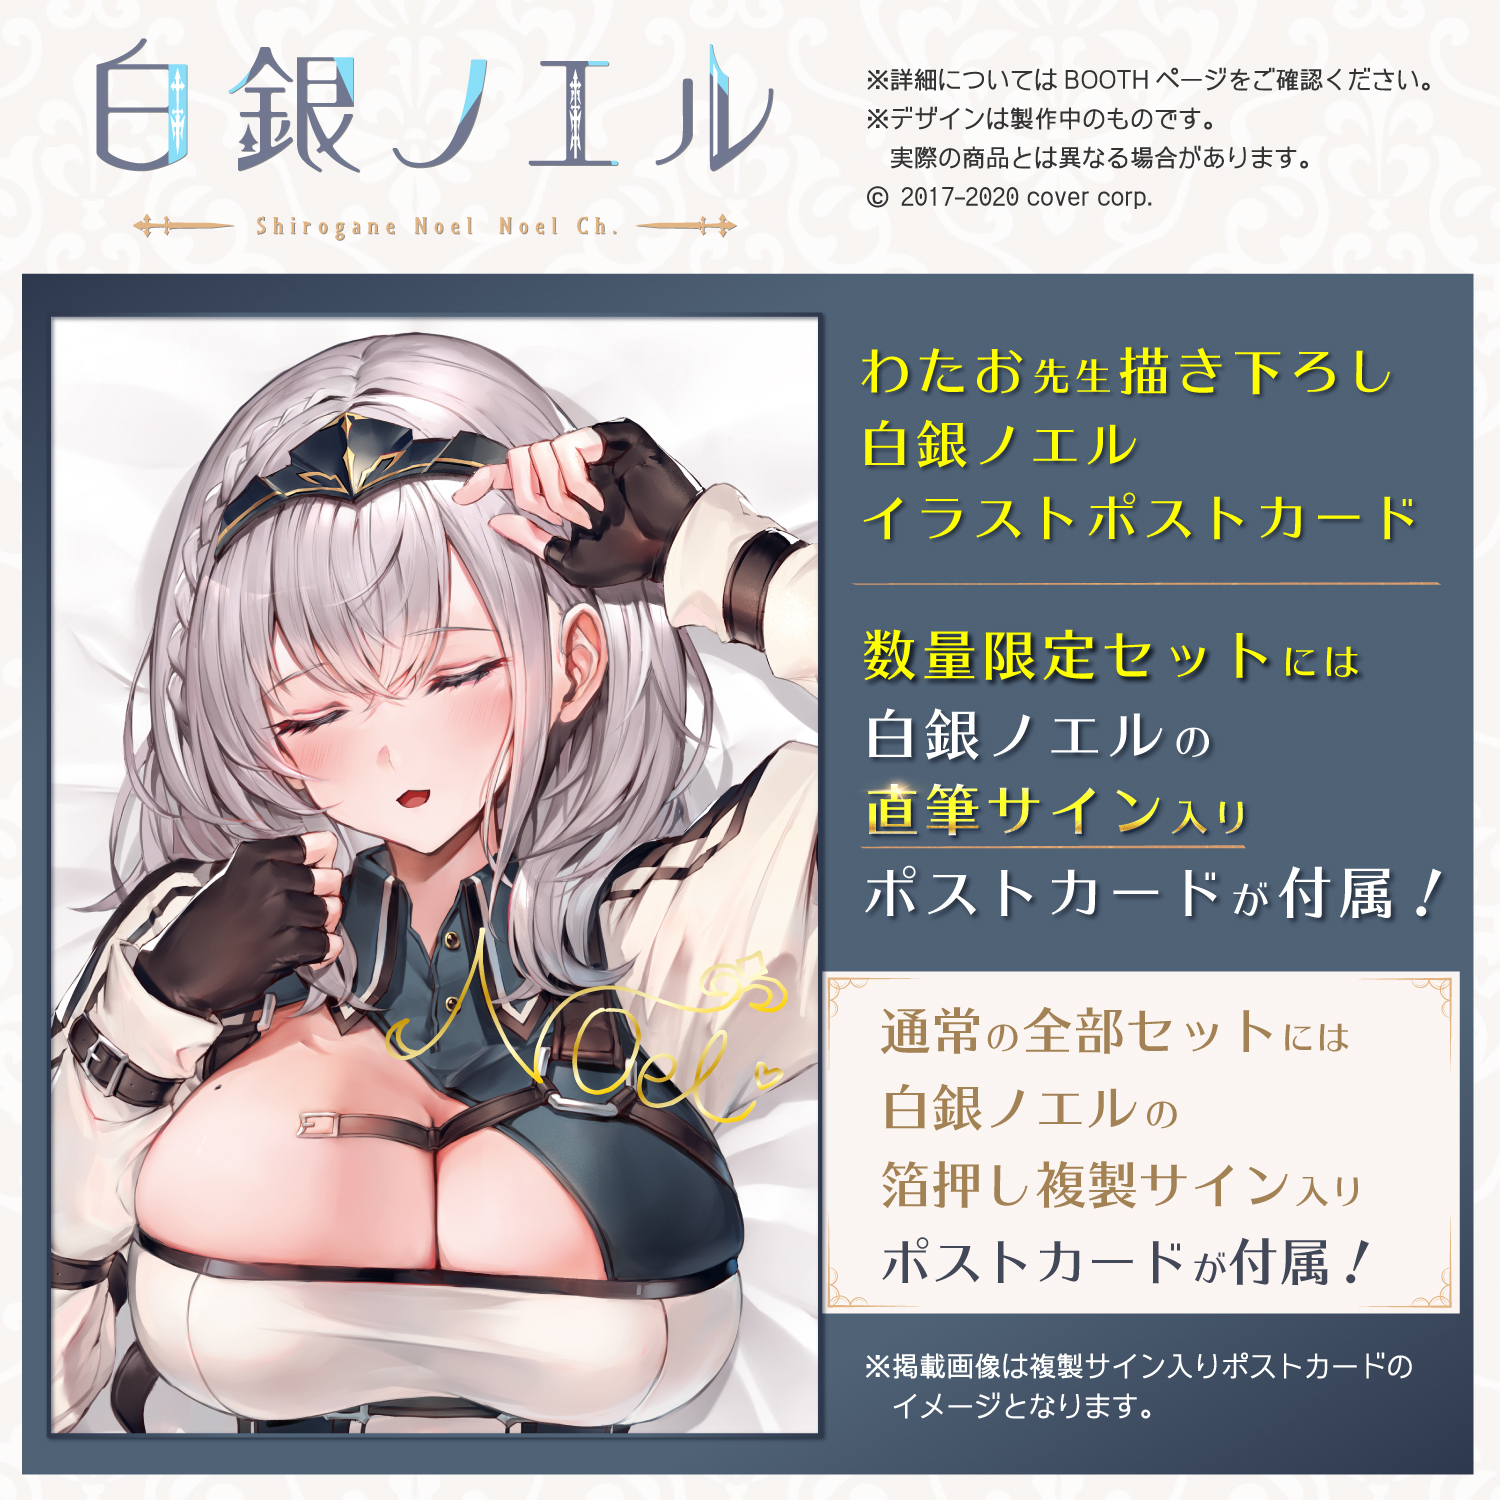 白銀ノエル
Shirogane Noel Noel Ch.
※詳細については BOOTH ページをご確認ください。
※デザインは製作中のものです。
実際の商品とは異なる場合があります。
© 2017-2020 cover corp.
わたお先生描き下ろし
白銀ノエル
イラストポストカード
数量限定セットには
白銀ノエルの
直筆サイン入り
ポストカードが付属！
Noel
通常の全部セットには
白銀ノエルの
箔押し複製サイン入り
ポストカードが付属！
※掲載画像は複製サイン入りポストカードの
イメージとなります。